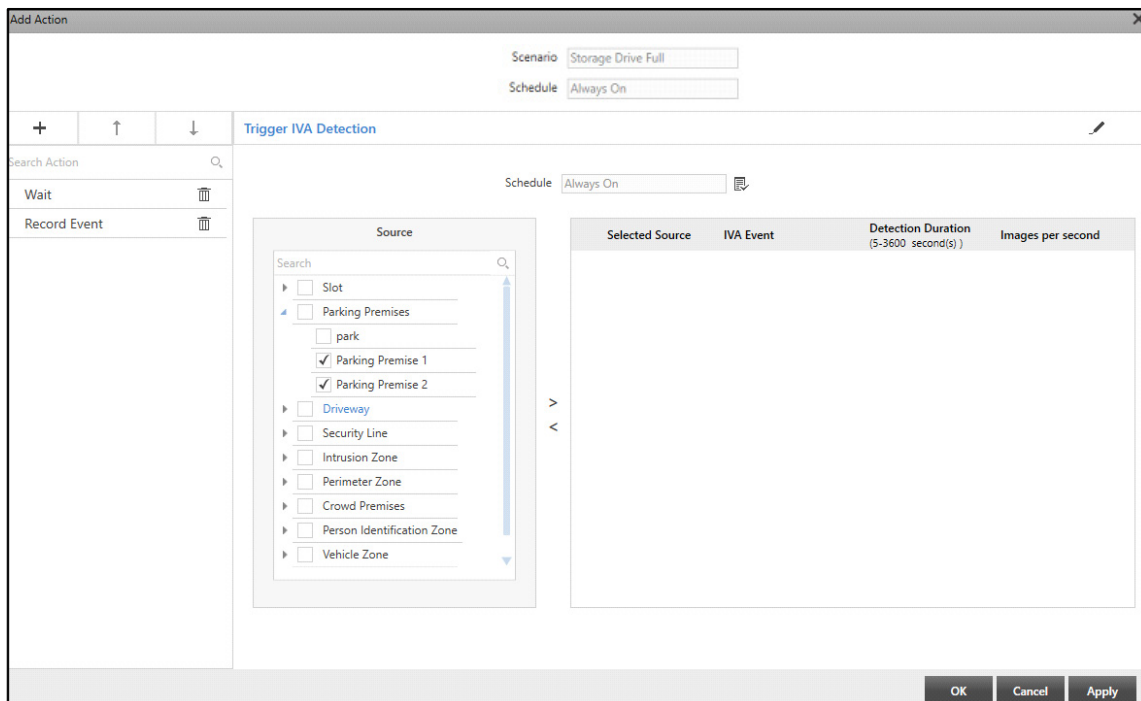 Add Action
Scenario Storage Drive Full
Schedule Always On
Trigger IVA Detection
Search Action
Wait
Record Event
Schedule Always On
Source
Search
Slot
Parking Premises
park
Parking Premise 1
Parking Premise 2
Driveway
Security Line
Intrusion Zone
Perimeter Zone
Crowd Premises
Person Identification Zone
Vehicle Zone
Selected Source IVA Event Detection Duration Images per second
(5-3600 second(s) )
OK Cancel Apply